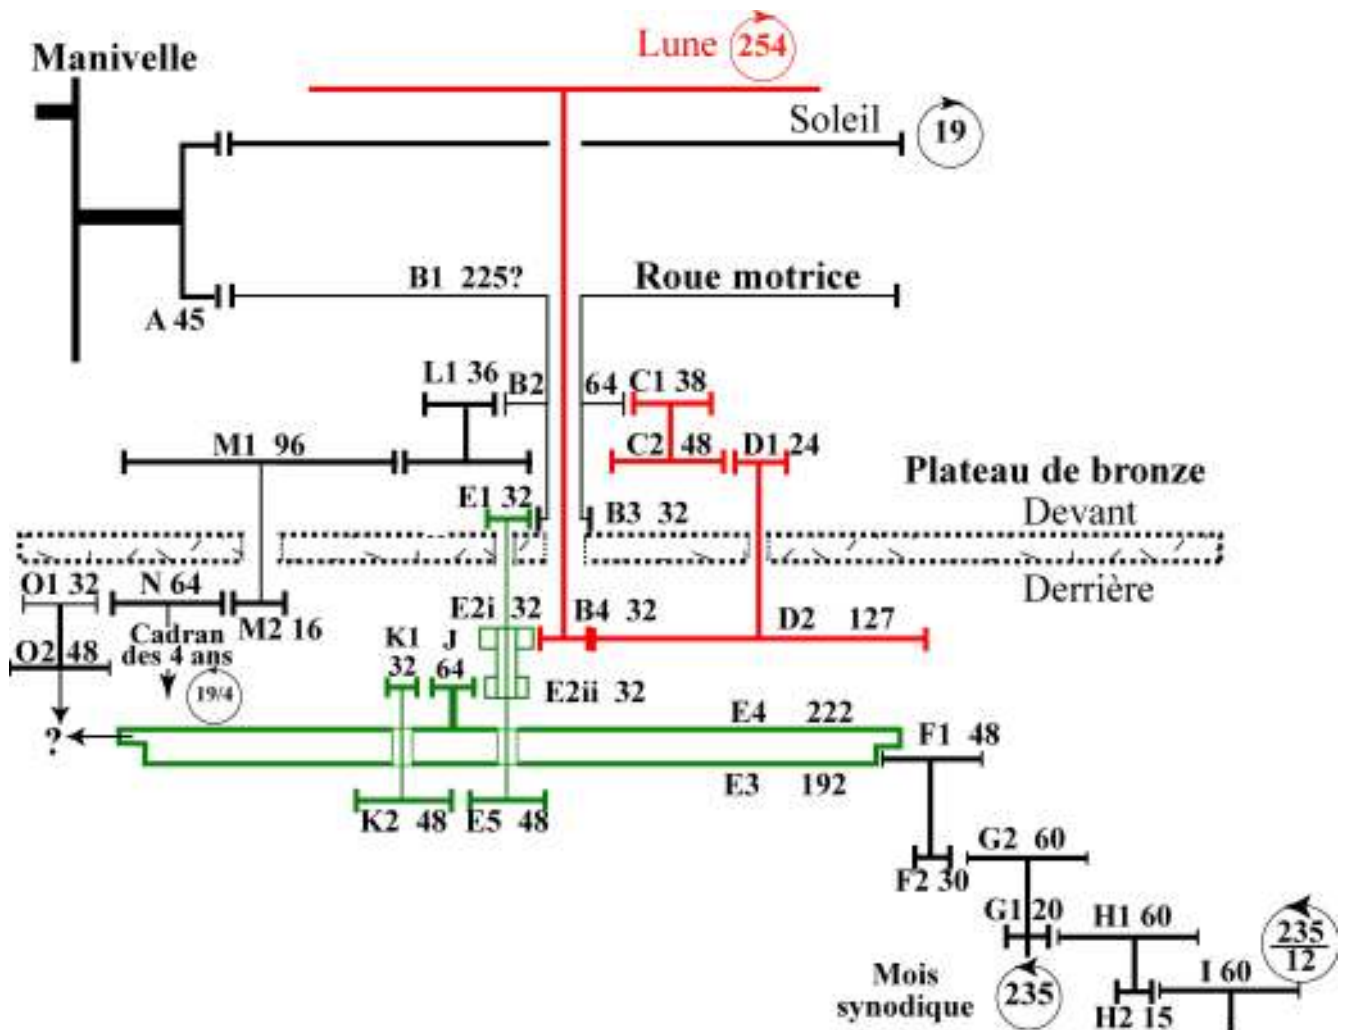 Lune 254
Manivelle
Soleil 19
B1 225? Roue motrice
A 45
L1 36 B2 64 C1 38
M1 96 C2 48 D1 24
Plateau de bronze
E1 32 B3 32 Devant
O1 32 N 64 Derrière
E2i 32 B4 32 D2 127
M2 16
Cadran
des 4 ans
K1 J
O2 48
32 64
19/4 E2ii 32
? E4 222 F1 48
E3 192
K2 48 E5 48
G2 60
F2 30
G1 20 H1 60 235
12
Mois I 60
synodique 235
H2 15